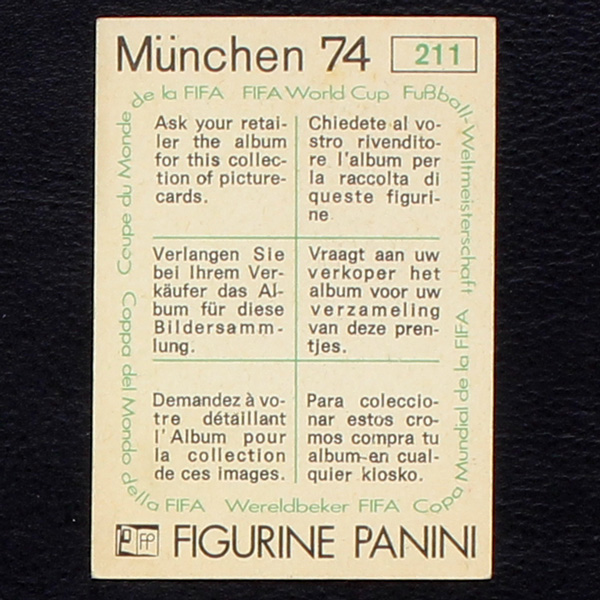 München 74
211
Coupe du Monde de la FIFA
FIFA World Cup
Fußball-Weltmeisterschaft
Ask your retai-
ler the album
for this collec-
tion of picture-
cards.
Chiedete al vo-
stro rivendito-
re l'album per
la raccolta di
queste figuri-
ne
Verlangen Sie
bei Ihrem Ver-
käufer das Al-
bum für diese
Bildersamm-
lung.
Vraagt aan uw
verkoper het
album voor uw
verzameling
van deze pren-
tjes.
Demandez à vo-
tre détaillant
l'Album pour
la collection
de ces images.
Para coleccio-
nar estos cro-
mos compra tu
album en cual-
quier kiosko.
Coppa del Mondo della FIFA
Wereldbeker FIFA
Copa Mundial de la FIFA
FP
FIGURINE PANINI